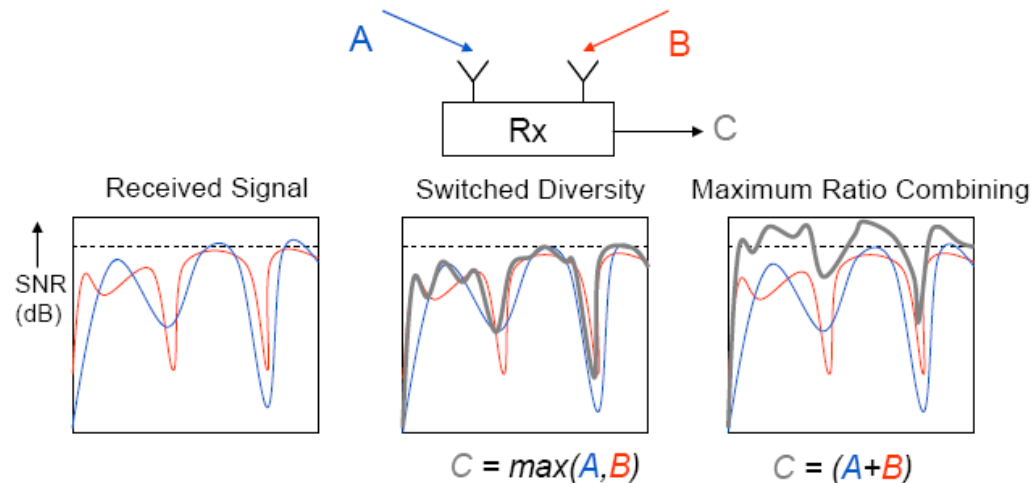 A
B
Rx
C
Received Signal
Switched Diversity
Maximum Ratio Combining
SNR
(dB)
C = max(A,B)
C = (A+B)